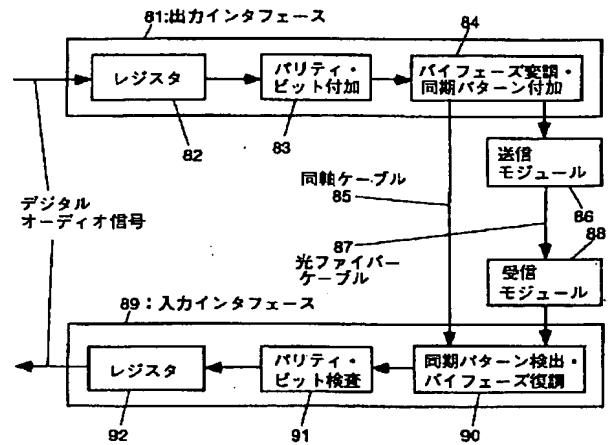 81:出力インタフェース
84
レジスタ
パリティ・
ビット付加
バイフェーズ変調・
同期パターン付加
82
83
送信
モジュール
同軸ケーブル
85
86
デジタル
オーディオ信号
87
88
光ファイバー
ケーブル
受信
モジュール
89:入力インタフェース
レジスタ
パリティ・
ビット検査
同期パターン検出・
バイフェーズ復調
92
91
90